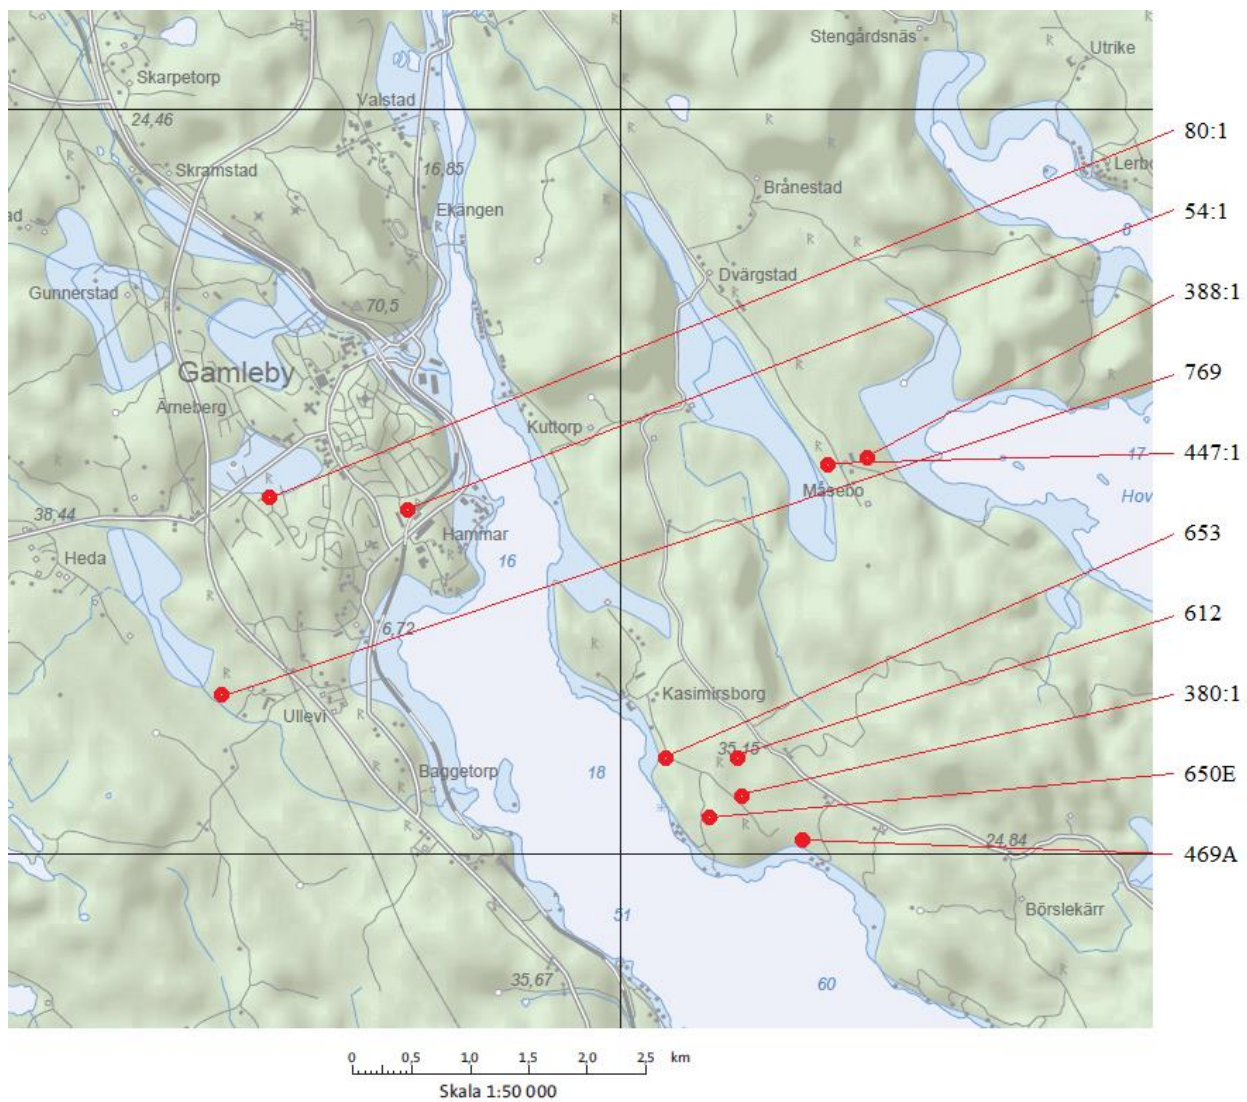 Stengårdsnäs
Utrike
Skarpetorp
Valstad
24,46
80:1
Skramstad
16,85
Lerbo
Brånestad
54:1
Ekängen
ad
8
Dvärgstad
Gunnerstad
70,5
388:1
Gamleby
769
Ärneberg
Kuttorp
17
447:1
Måsebo
Hov
38,44
Hammar
653
Heda
16
612
6,72
Kasimirsborg
380:1
Ullevi
35,15
Baggetorp
18
650E
24,84
469A
51
Börslekärr
35,67
60
0 0,5 1,0 1,5 2,0 2,5 km
Skala 1:50 000